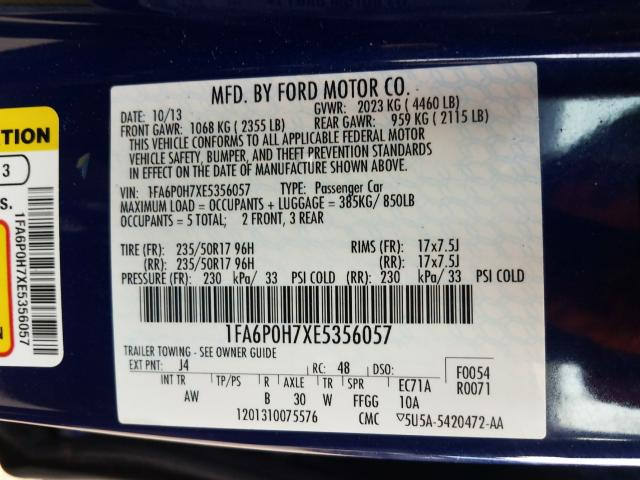 MFD. BY FORD MOTOR CO.
DATE: 10/13 GVWR: 2023 KG ( 4460 LB)
FRONT GAWR: 1068 KG ( 2355 LB) REAR GAWR: 959 KG ( 2115 LB)
THIS VEHICLE CONFORMS TO ALL APPLICABLE FEDERAL MOTOR
VEHICLE SAFETY, BUMPER, AND THEFT PREVENTION STANDARDS
IN EFFECT ON THE DATE OF MANUFACTURE SHOWN ABOVE.
VIN: 1FA6P0H7XE5356057 TYPE: Passenger Car
MAXIMUM LOAD = OCCUPANTS + LUGGAGE = 385KG/ 850LB
OCCUPANTS = 5 TOTAL; 2 FRONT, 3 REAR
TIRE (FR): 235/50R17 96H RIMS (FR): 17x7.5J
(RR): 235/50R17 96H (RR): 17x7.5J
PRESSURE (FR): 230 kPa/ 33 PSI COLD (RR): 230 kPa/ 33 PSI COLD
1FA6P0H7XE5356057
TRAILER TOWING - SEE OWNER GUIDE
EXT PNT: J4 RC: 48 DSO: F0054
INT TR TP/PS R AXLE TR SPR EC71A R0071
AW B 30 W FFGG 10A
1201310075576 CMC ▽5U5A-5420472-AA
TION
3
S.
1FA6P0H7XE5356057
N